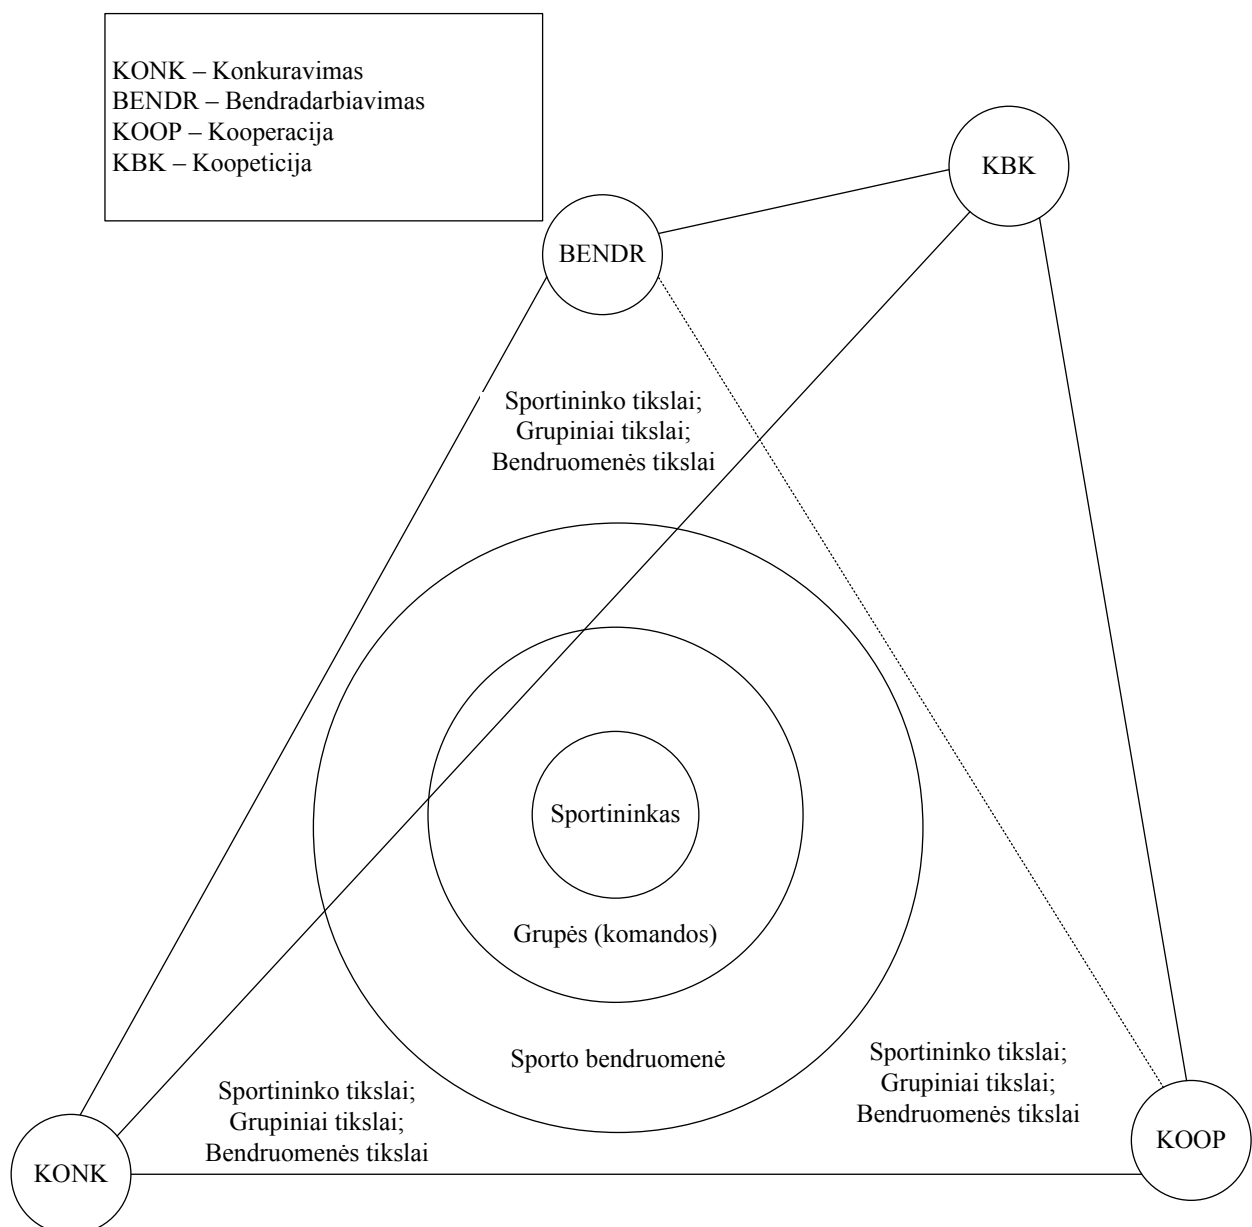 KONK – Konkuravimas
BENDR – Bendradarbiavimas
KOOP – Kooperacija
KBK – Koopeticija
KBK
BENDR
Sportininko tikslai;
Grupiniai tikslai;
Bendruomenės tikslai
Sportininkas
Grupės (komandos)
Sporto bendruomenė
Sportininko tikslai;
Grupiniai tikslai;
Bendruomenės tikslai
Sportininko tikslai;
Grupiniai tikslai;
Bendruomenės tikslai
KONK
KOOP